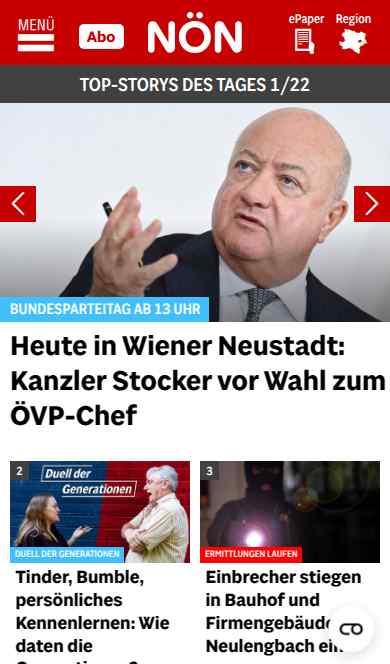 MENÜ
Abo
NÖN
ePaper
Region
TOP-STORYS DES TAGES 1/22
BUNDESPARTEITAG AB 13 UHR
Heute in Wiener Neustadt:
Kanzler Stocker vor Wahl zum
ÖVP-Chef
2
Duell der
Generationen
DUELL DER GENERATIONEN
Tinder, Bumble,
persönliches
Kennenlernen: Wie
daten die
3
ERMITTLUNGEN LAUFEN
Einbrecher stiegen
in Bauhof und
Firmengebäude
Neulengbach ein